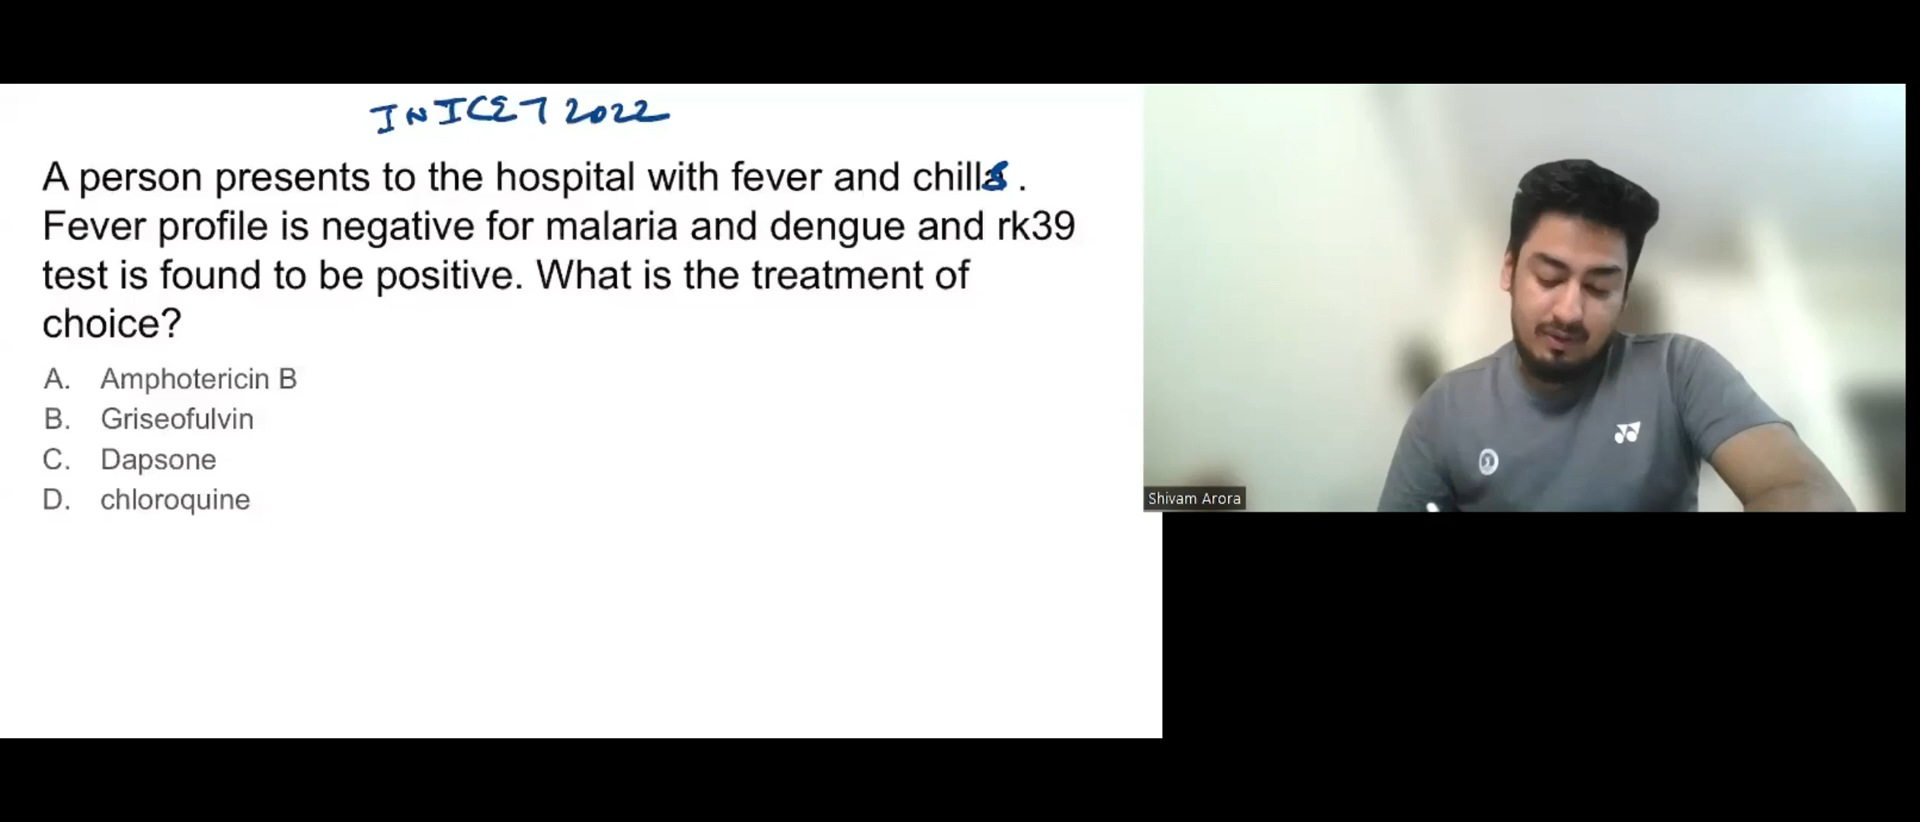 INICET 2022
A person presents to the hospital with fever and chills .
Fever profile is negative for malaria and dengue and rk39
test is found to be positive. What is the treatment of
choice?
A. Amphotericin B
B. Griseofulvin
C. Dapsone
D. chloroquine
Shivam Arora